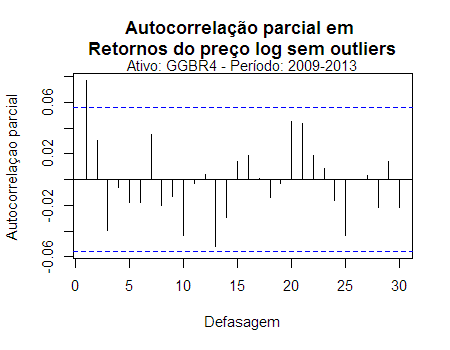 Autocorrelação parcial em
Retornos do preço log sem outliers
Ativo: GGBR4 - Período: 2009-2013
Autocorrelaçao parcial
0.06
0.02
-0.02
-0.06
0 5 10 15 20 25 30
Defasagem